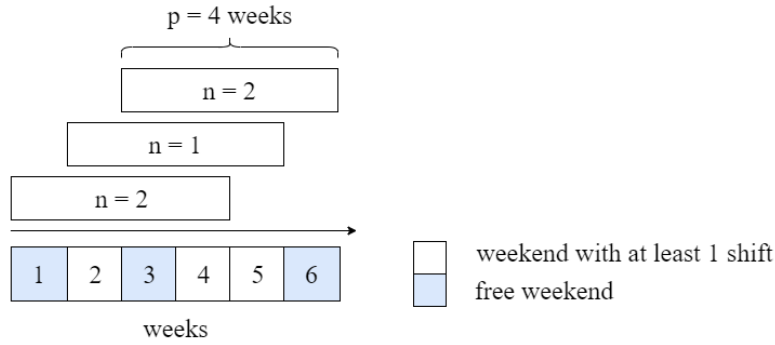 p = 4 weeks
n = 2
n = 1
n = 2
1 2 3 4 5 6
weeks
weekend with at least 1 shift
free weekend